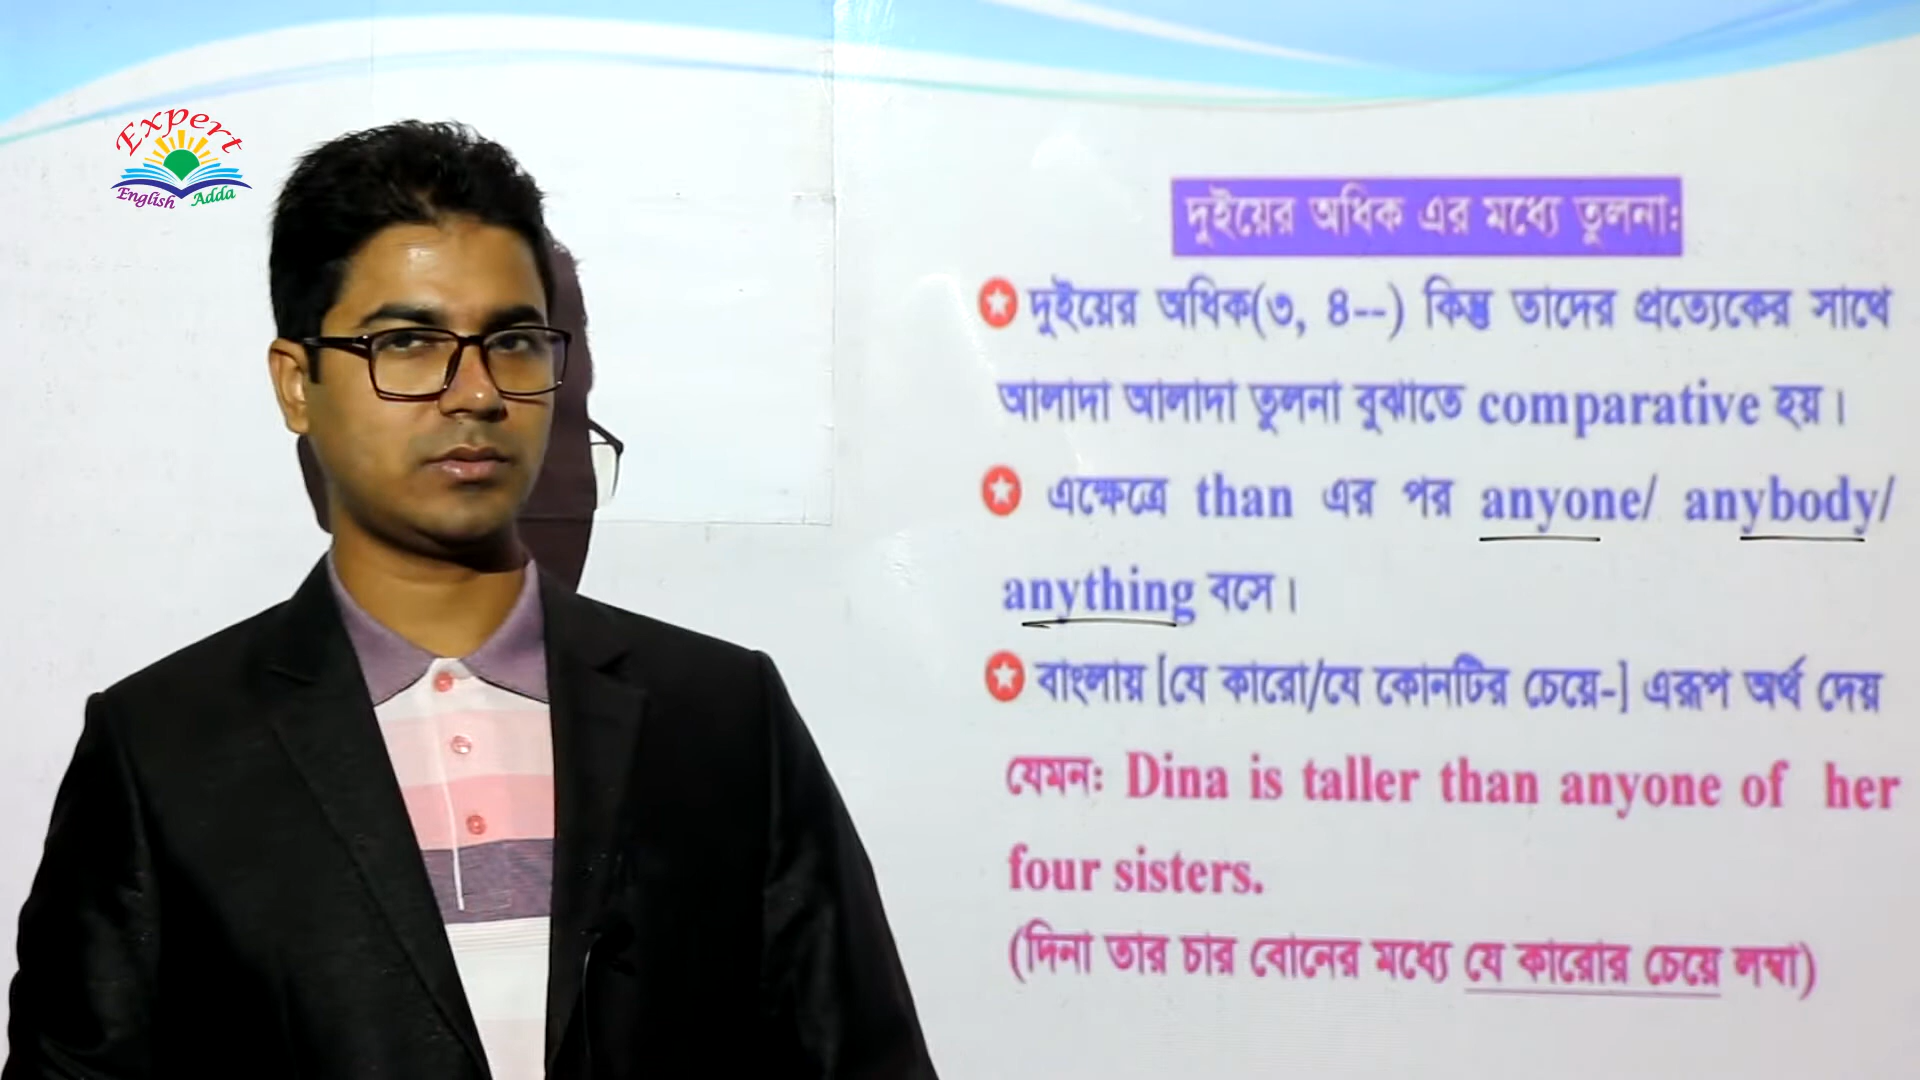 Expert
English Adda
দুইয়ের অধিক এর মধ্যে তুলনা:
দুইয়ের অধিক(৩, ৪--) কিন্তু তাদের প্রত্যেকের সাথে
আলাদা আলাদা তুলনা বুঝাতে comparative হয়।
এক্ষেত্রে than এর পর anyone/ anybody/
anything বসে।
বাংলায় [যে কারো/যে কোনটির চেয়ে-] এরূপ অর্থ দেয়
যেমন: Dina is taller than anyone of her
four sisters.
(দিনা তার চার বোনের মধ্যে যে কারোর চেয়ে লম্বা)